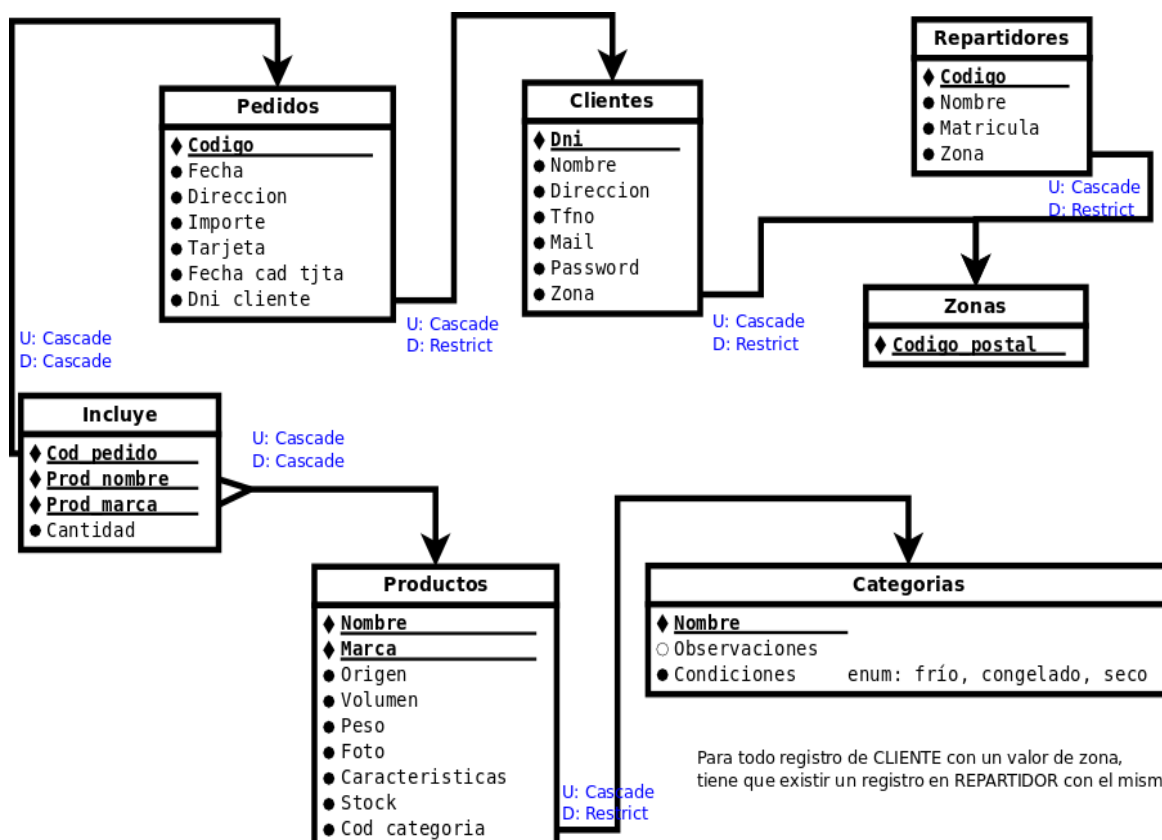 Pedidos
Codigo
Fecha
Direccion
Importe
Tarjeta
Fecha cad tjta
Dni cliente
U: Cascade
D: Restrict
Clientes
Dni
Nombre
Direccion
Tfno
Mail
Password
Zona
U: Cascade
D: Restrict
Repartidores
Codigo
Nombre
Matricula
Zona
U: Cascade
D: Restrict
Zonas
Codigo postal
U: Cascade
D: Cascade
Incluye
Cod pedido
Prod nombre
Prod marca
Cantidad
U: Cascade
D: Cascade
Productos
Nombre
Marca
Origen
Volumen
Peso
Foto
Caracteristicas
Stock
Cod categoria
U: Cascade
D: Restrict
Categorias
Nombre
Observaciones
Condiciones enum: frío, congelado, seco
Para todo registro de CLIENTE con un valor de zona,
tiene que existir un registro en REPARTIDOR con el mism